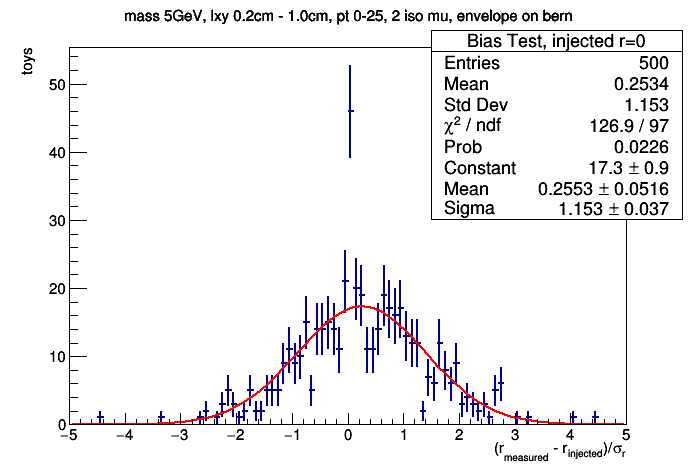 mass 5GeV, lxy 0.2cm - 1.0cm, pt 0-25, 2 iso mu, envelope on bern
Bias Test, injected r=0
Entries 500
Mean 0.2534
Std Dev 1.153
χ² / ndf 126.9 / 97
Prob 0.0226
Constant 17.3 ± 0.9
Mean 0.2553 ± 0.0516
Sigma 1.153 ± 0.037
toys
50
40
30
20
10
0
−5 −4 −3 −2 −1 0 1 2 3 4 5
(r_measured - r_injected)/σ_r